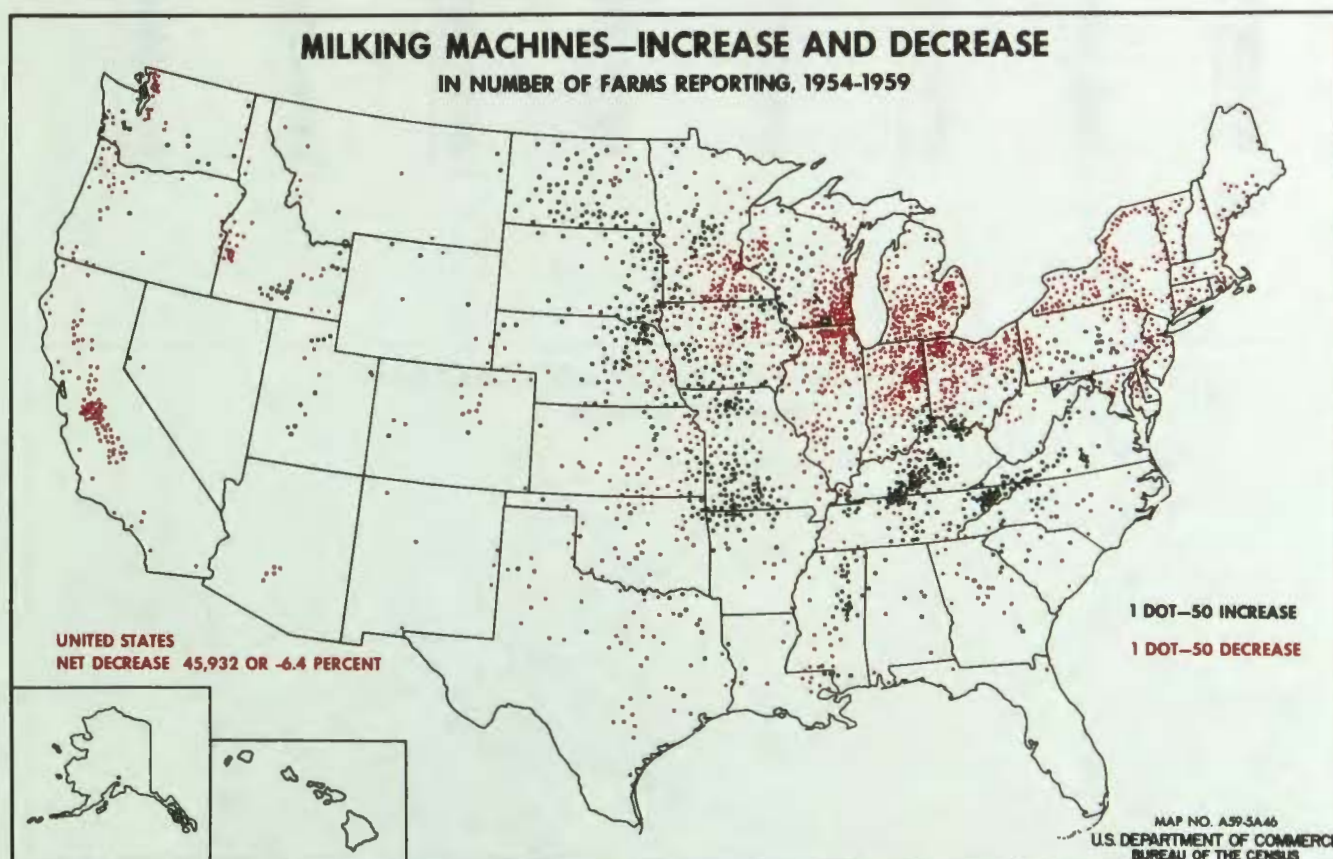 MILKING MACHINES—INCREASE AND DECREASE
IN NUMBER OF FARMS REPORTING, 1954-1959
1 DOT—50 INCREASE
UNITED STATES
NET DECREASE 45,932 OR -6.4 PERCENT
1 DOT—50 DECREASE
MAP NO. A59-5A46
U.S. DEPARTMENT OF COMMERCE
BUREAU OF THE CENSUS